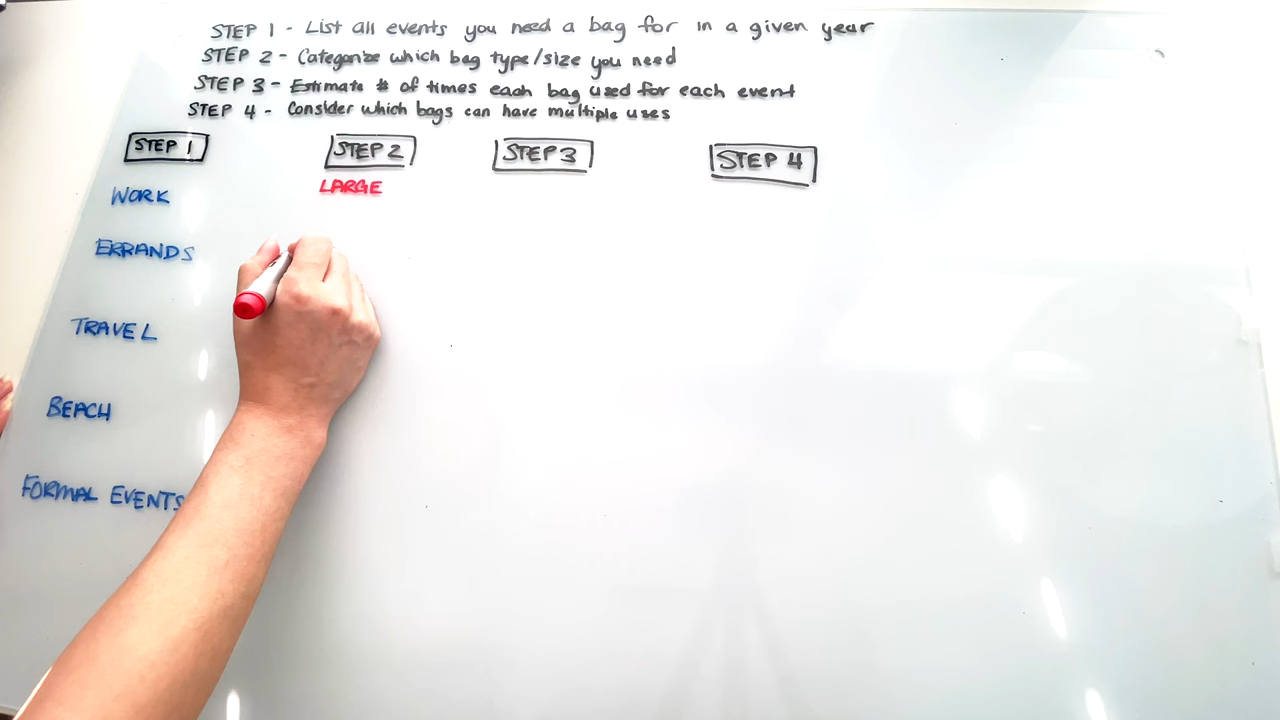 STEP 1 - List all events you need a bag for in a given year
STEP 2 - Categorize which bag type/size you need
STEP 3 - Estimate # of times each bag used for each event
STEP 4 - Consider which bags can have multiple uses
STEP 1 STEP 2 STEP 3 STEP 4
WORK LARGE
ERRANDS
TRAVEL
BEACH
FORMAL EVENTS